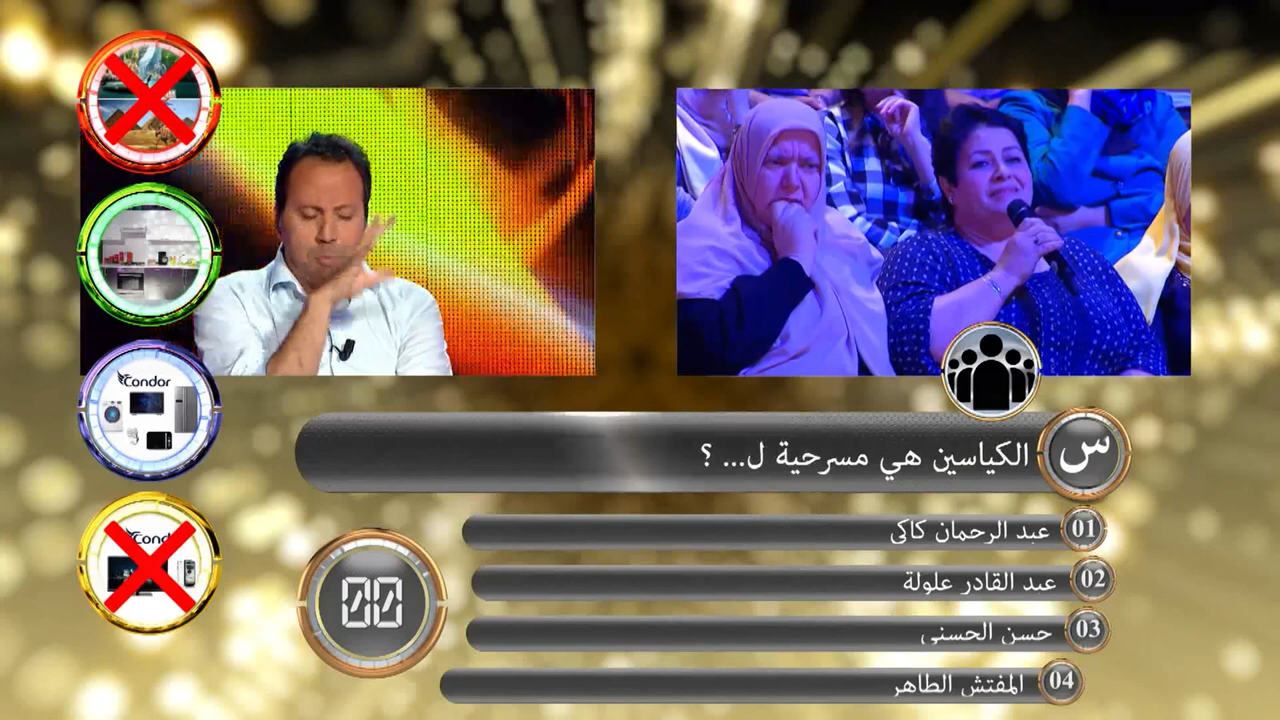 Condor
Cond
س
الكياسين هي مسرحية ل... ؟
01
عبد الرحمان كاكي
02
عبد القادر علولة
03
حسن الحسني
04
المفتش الطاهر
00